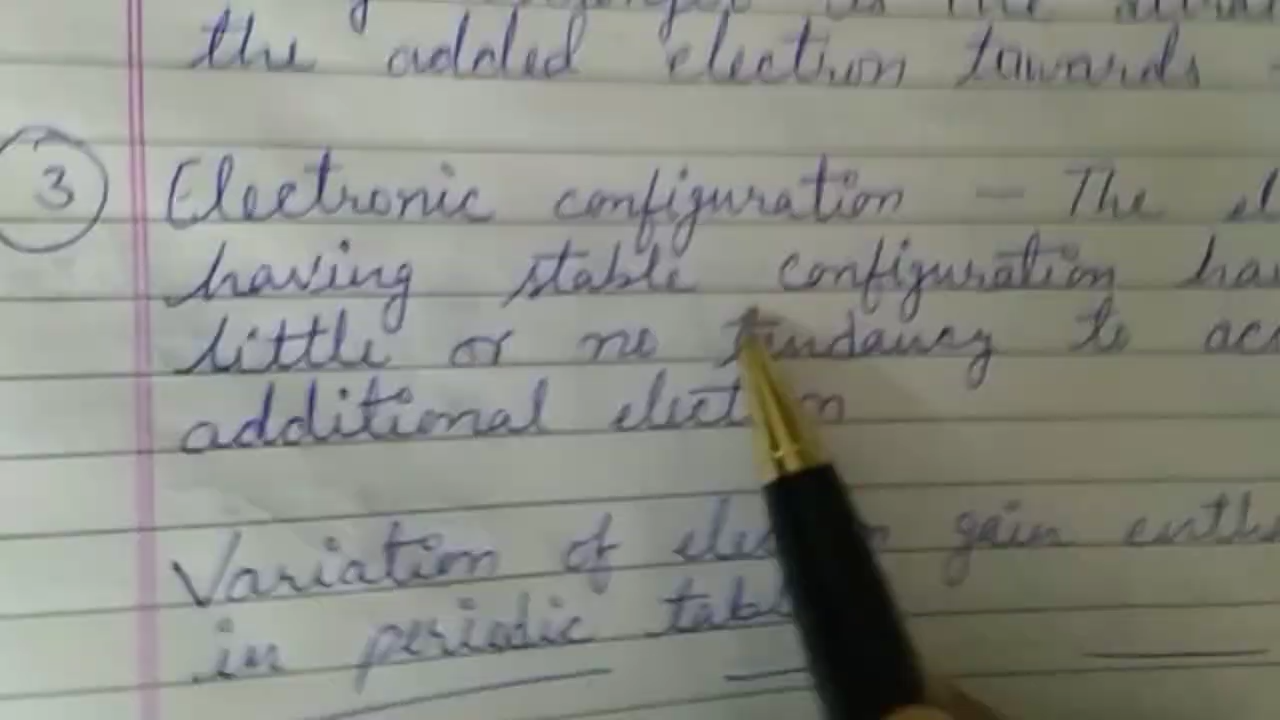 the added electron towards
3 Electronic configuration - The
having stable configuration
little or no tendancy to
additional
Variation of gain
in periodic